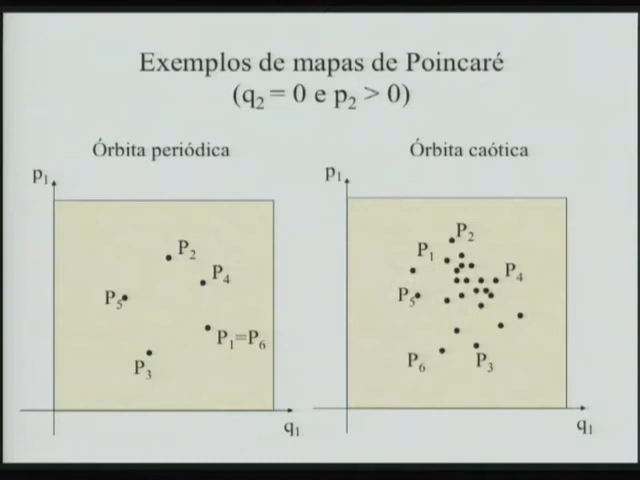 Exemplos de mapas de Poincaré
(q₂ = 0 e p₂ > 0)
Órbita periódica
p₁
P₂
P₄
P₅
P₁=P₆
P₃
q₁
Órbita caótica
p₁
P₂
P₁
P₄
P₅
P₆
P₃
q₁